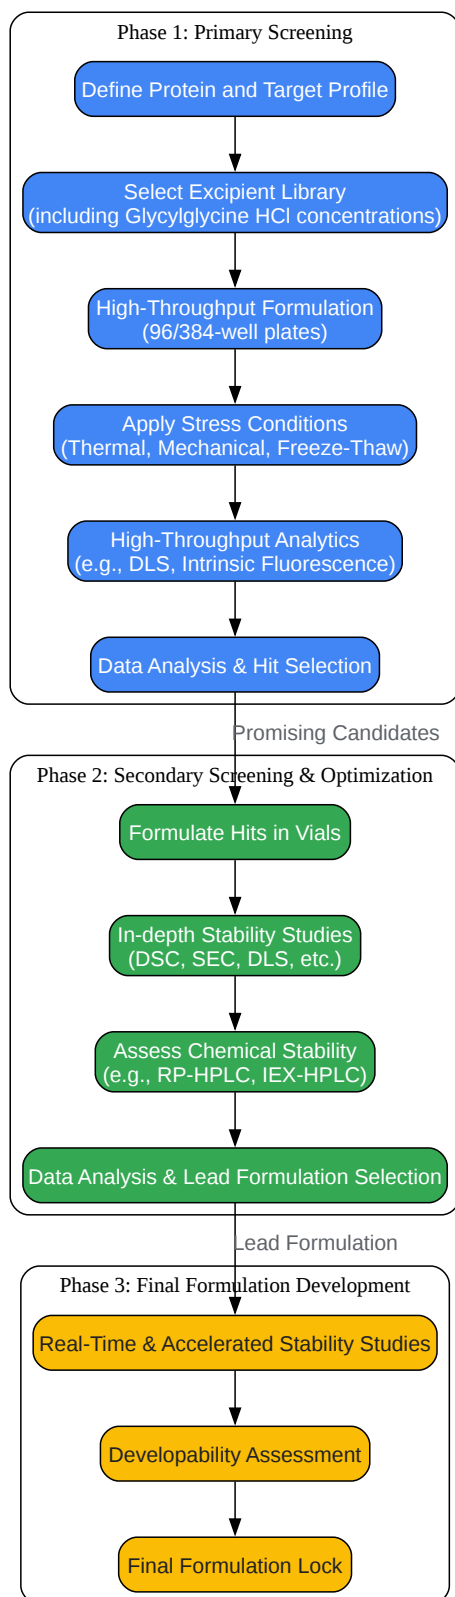 Phase 1: Primary Screening
Define Protein and Target Profile
Select Excipient Library
(including Glycylglycine HCl concentrations)
High-Throughput Formulation
(96/384-well plates)
Apply Stress Conditions
(Thermal, Mechanical, Freeze-Thaw)
High-Throughput Analytics
(e.g., DLS, Intrinsic Fluorescence)
Data Analysis & Hit Selection
Promising Candidates
Phase 2: Secondary Screening & Optimization
Formulate Hits in Vials
In-depth Stability Studies
(DSC, SEC, DLS, etc.)
Assess Chemical Stability
(e.g., RP-HPLC, IEX-HPLC)
Data Analysis & Lead Formulation Selection
Lead Formulation
Phase 3: Final Formulation Development
Real-Time & Accelerated Stability Studies
Developability Assessment
Final Formulation Lock